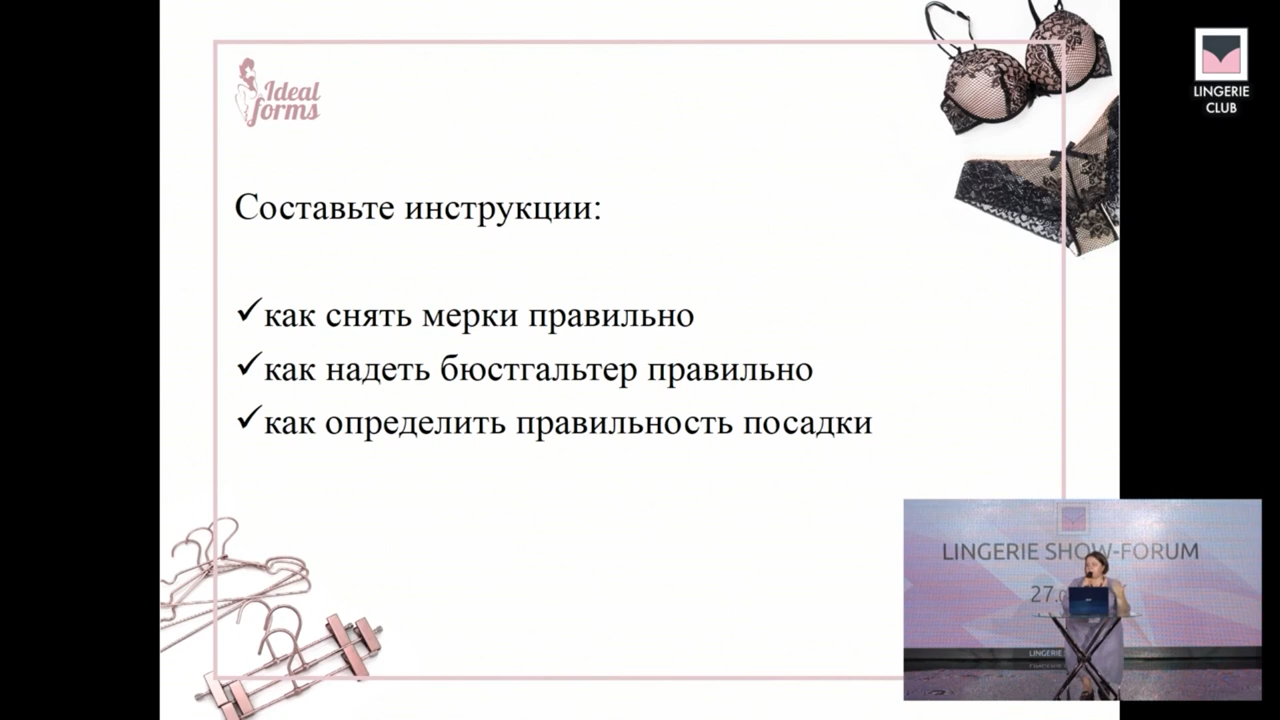 Ideal
forms
LINGERIE
CLUB
Составьте инструкции:
✓как снять мерки правильно
✓как надеть бюстгальтер правильно
✓как определить правильность посадки
LINGERIE SHOW-FORUM
27.
LINGERIE